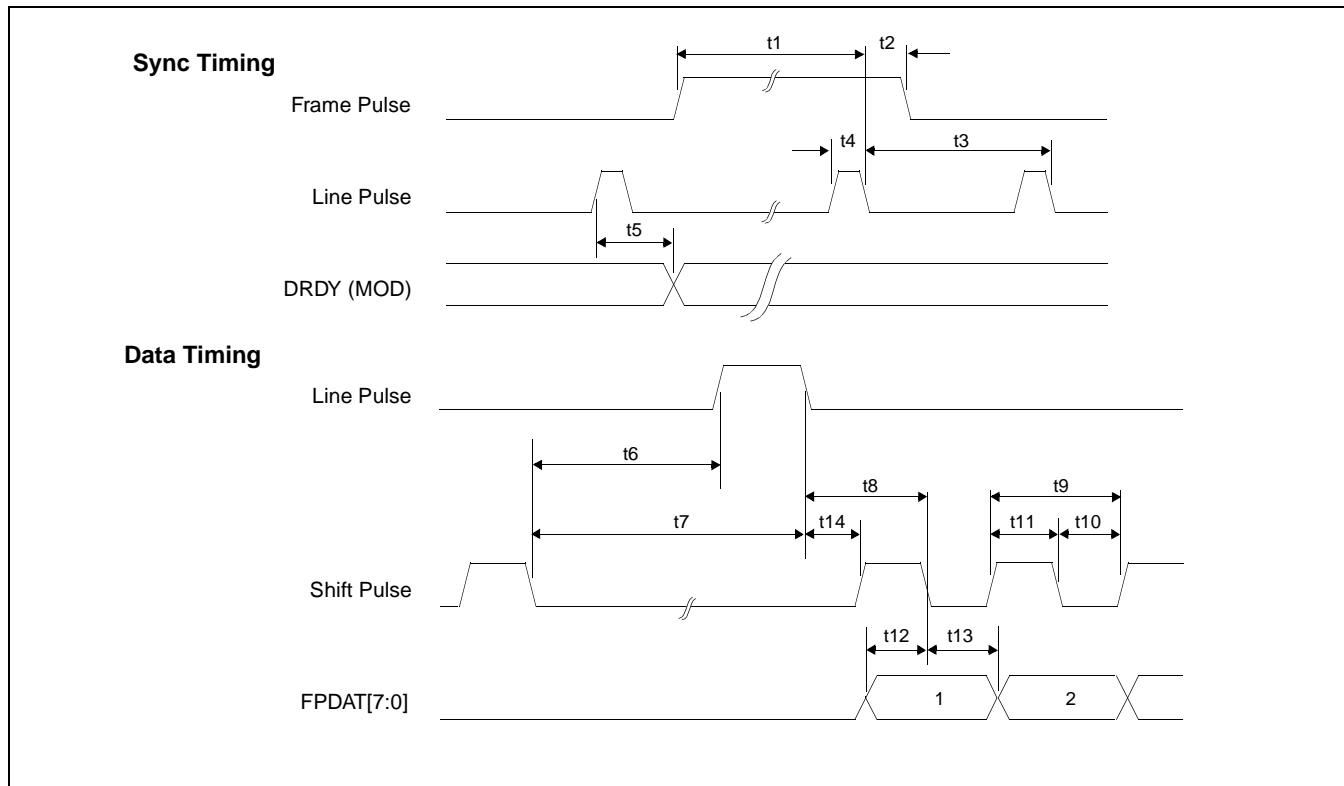 Sync Timing
t1
t2
Frame Pulse
t4
t3
Line Pulse
t5
DRDY (MOD)
Data Timing
Line Pulse
t6
t8
t9
t7
t14
t11
t10
Shift Pulse
t12
t13
FPDAT[7:0]
1
2